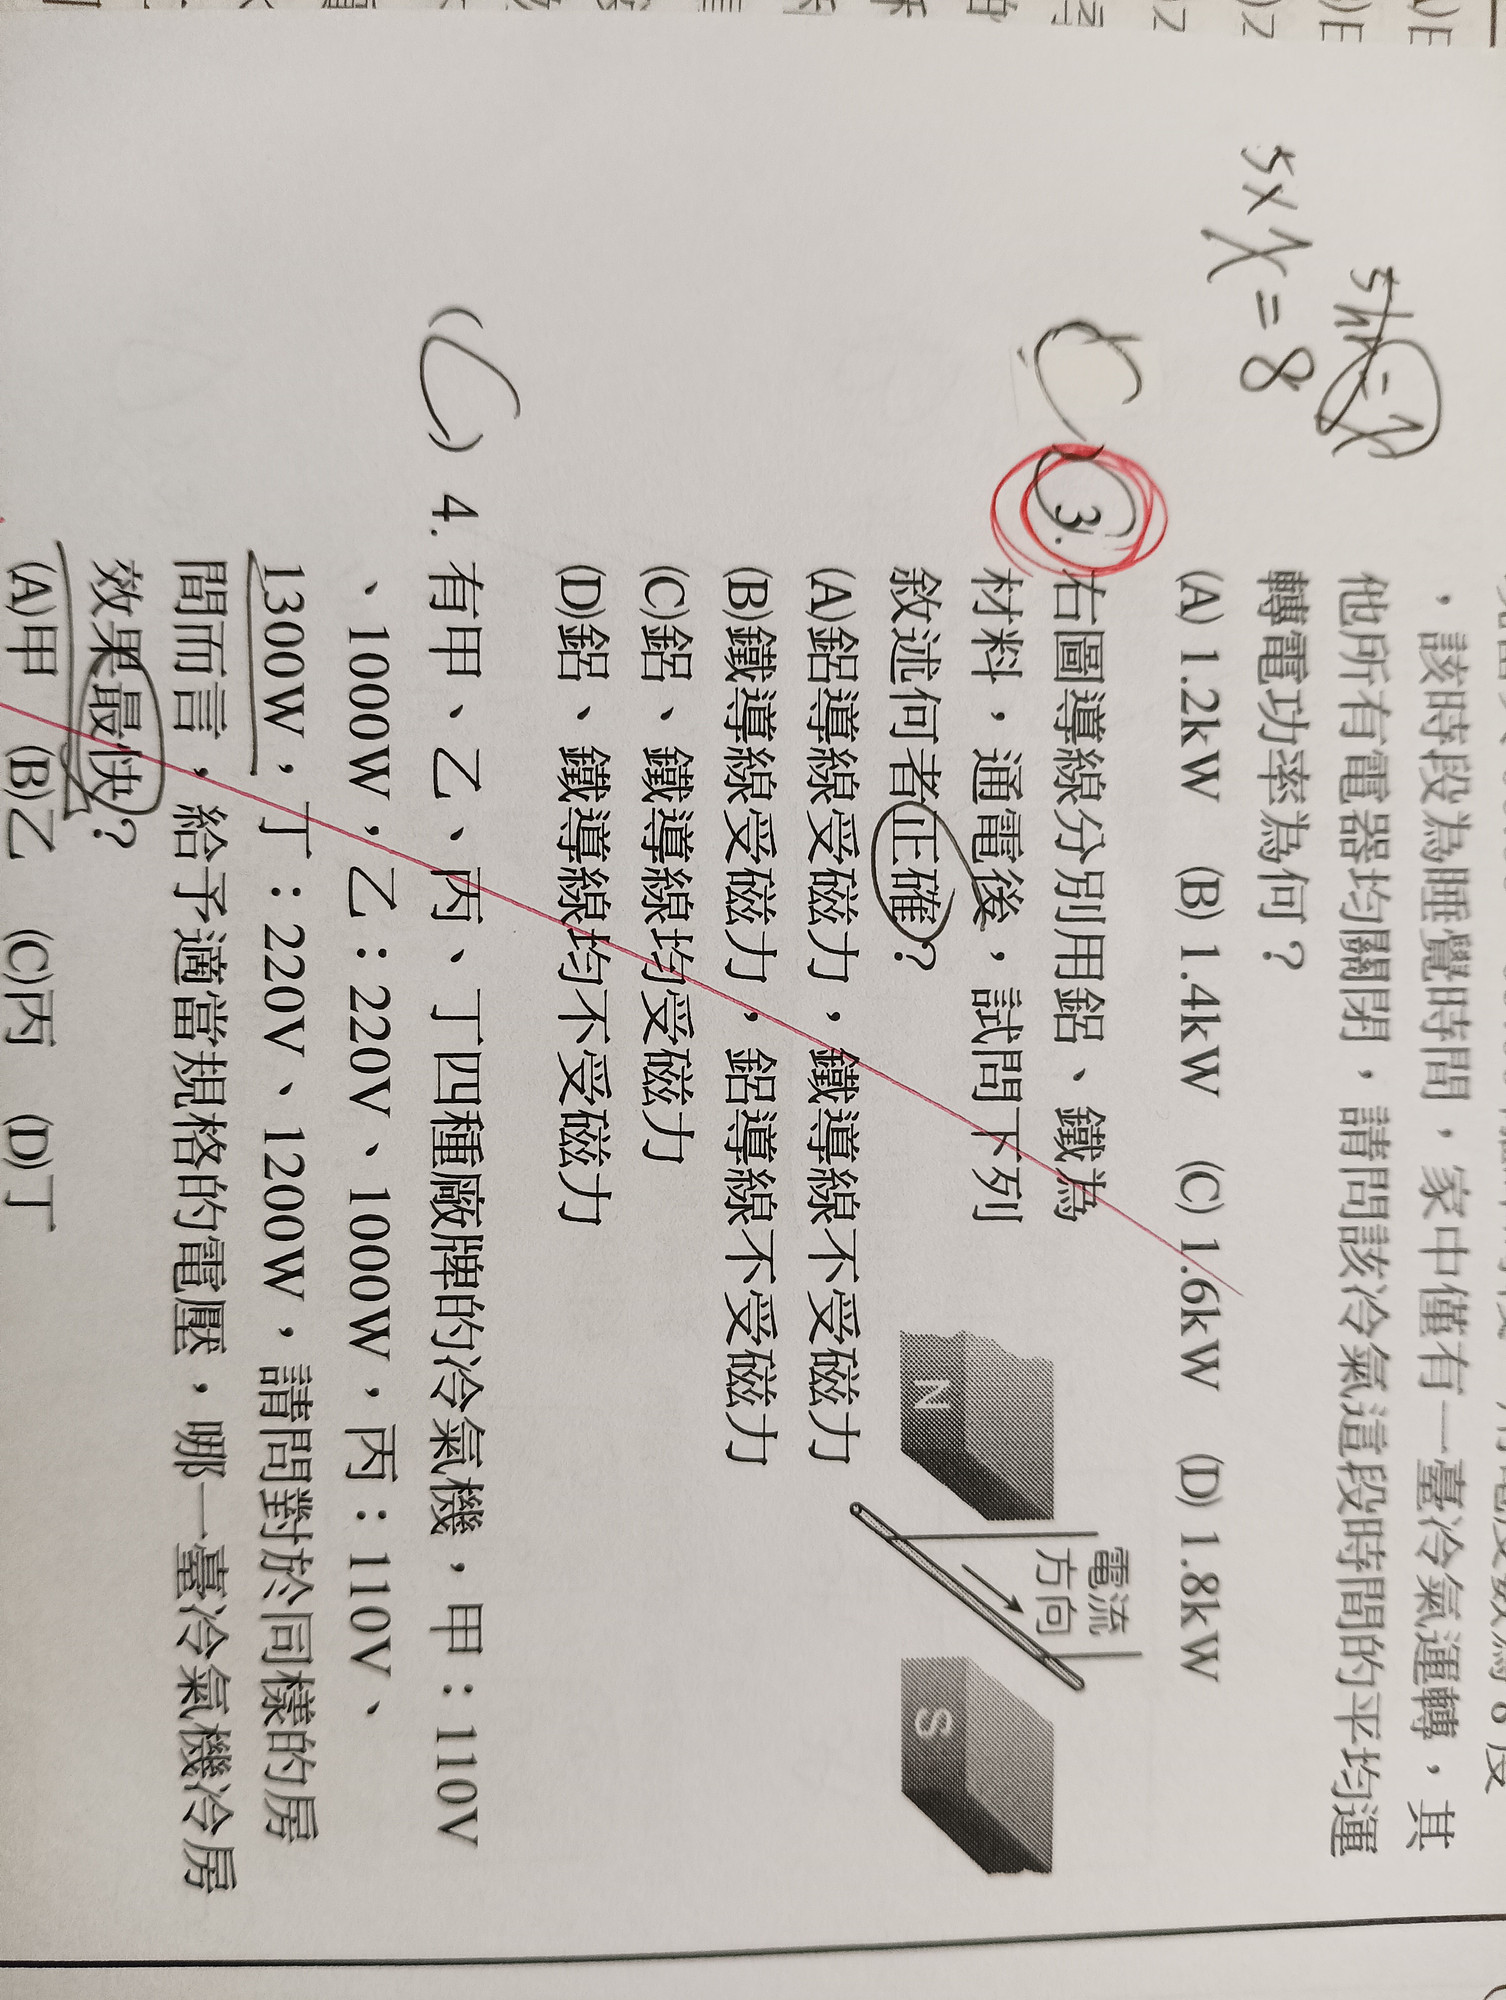 ，該時段為睡覺時間，家中僅有一臺冷氣運轉，其
他所有電器均關閉，請問該冷氣這段時間的平均運
轉電功率為何？
(A) 1.2kW (B) 1.4kW (C) 1.6kW (D) 1.8kW
5x X = 8
(C) 3. 右圖導線分別用鋁、鐵為
材料，通電後，試問下列
敘述何者正確？
(A)鋁導線受磁力，鐵導線不受磁力
(B)鐵導線受磁力，鋁導線不受磁力
(C)鋁、鐵導線均受磁力
(D)鋁、鐵導線均不受磁力
電流
方向
N
S
(C) 4. 有甲、乙、丙、丁四種廠牌的冷氣機，甲：110V
、1000W，乙：220V、1000W，丙：110V、
1300W，丁：220V、1200W，請問對於同樣的房
間而言，給予適當規格的電壓，哪一臺冷氣機冷房
效果最快？
(A)甲 (B)乙 (C)丙 (D)丁